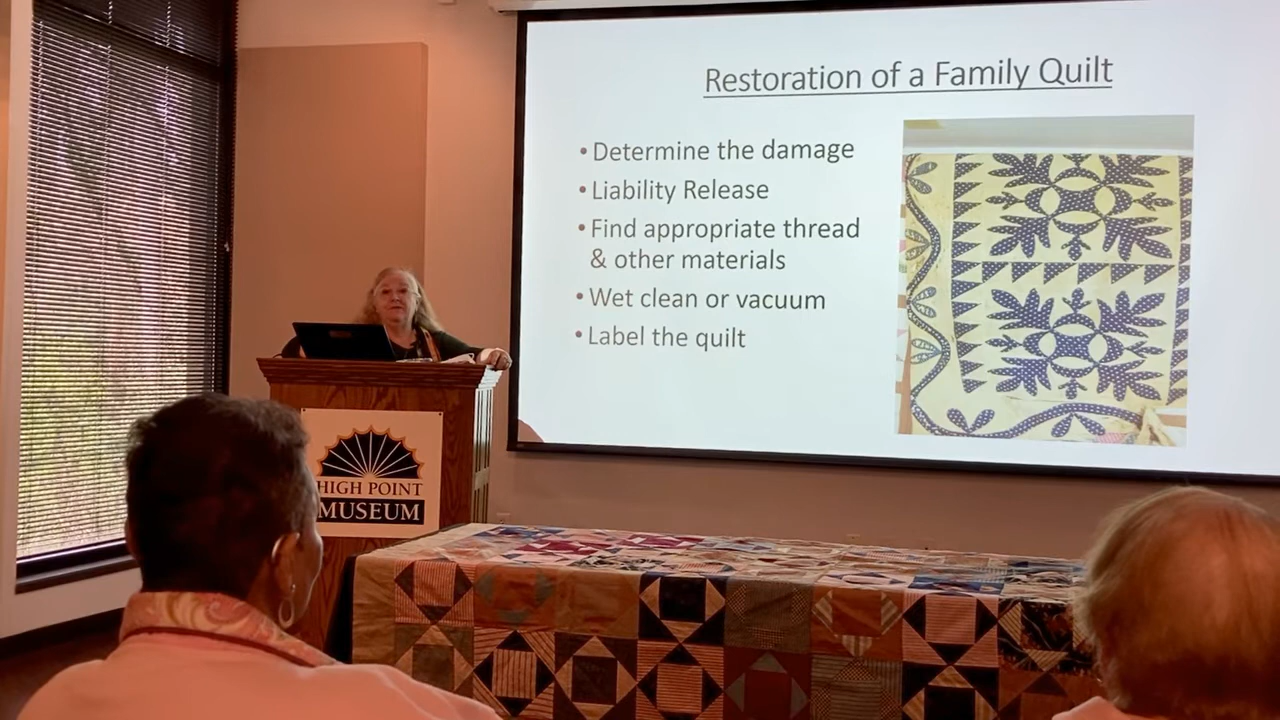 Restoration of a Family Quilt
• Determine the damage
• Liability Release
• Find appropriate thread
& other materials
• Wet clean or vacuum
• Label the quilt
HIGH POINT
MUSEUM